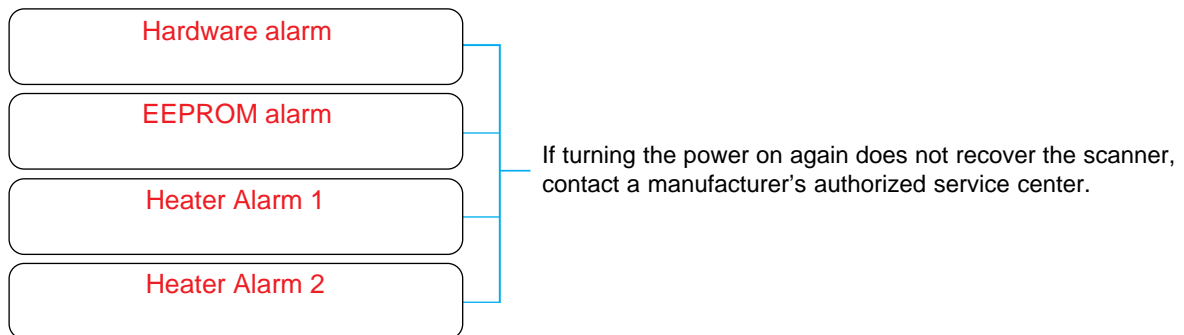 Hardware alarm
EEPROM alarm
Heater Alarm 1
Heater Alarm 2
If turning the power on again does not recover the scanner,
contact a manufacturer’s authorized service center.